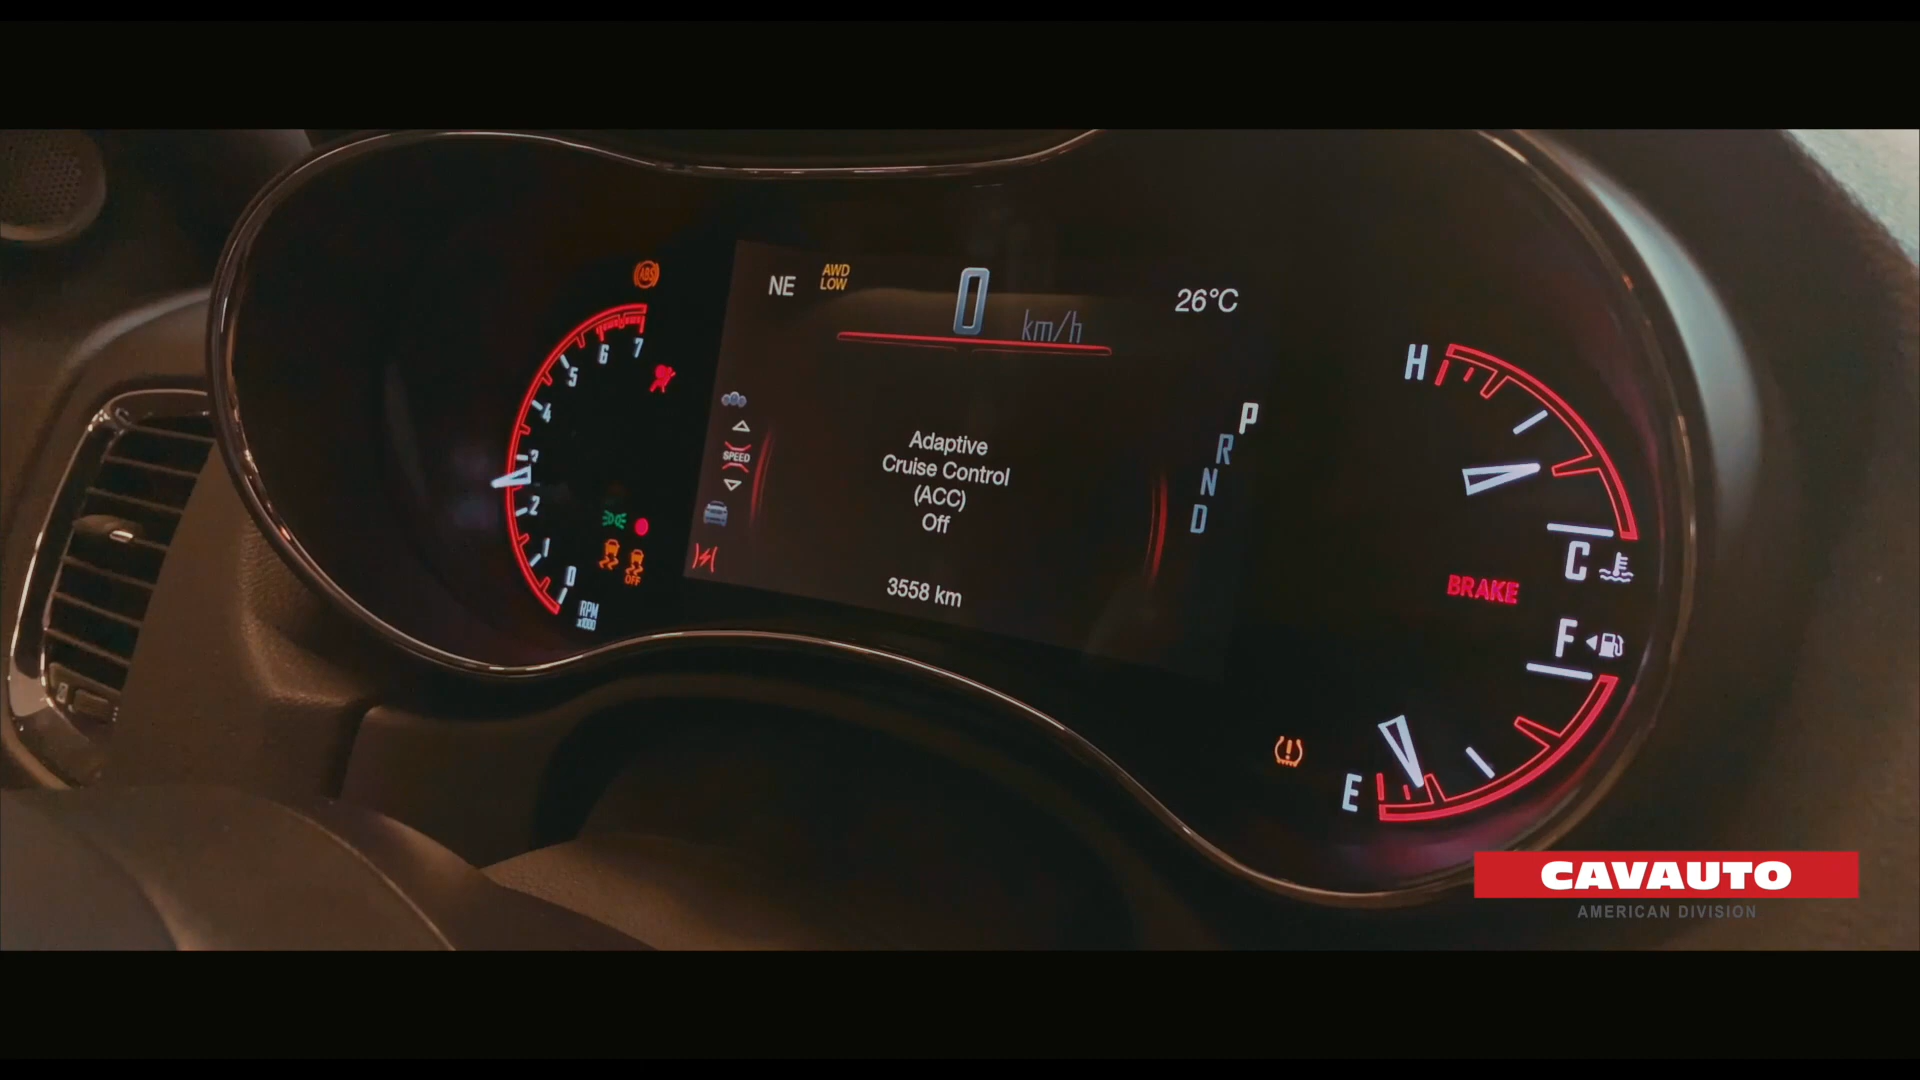 NE
AWD
LOW
0
km/h
26°C
ABS
7
6
5
4
3
2
1
0
RPM
x1000
OFF
SPEED
Adaptive
Cruise Control
(ACC)
Off
3558 km
P
R
N
D
H
C
BRAKE
F
E
CAVAUTO
AMERICAN DIVISION